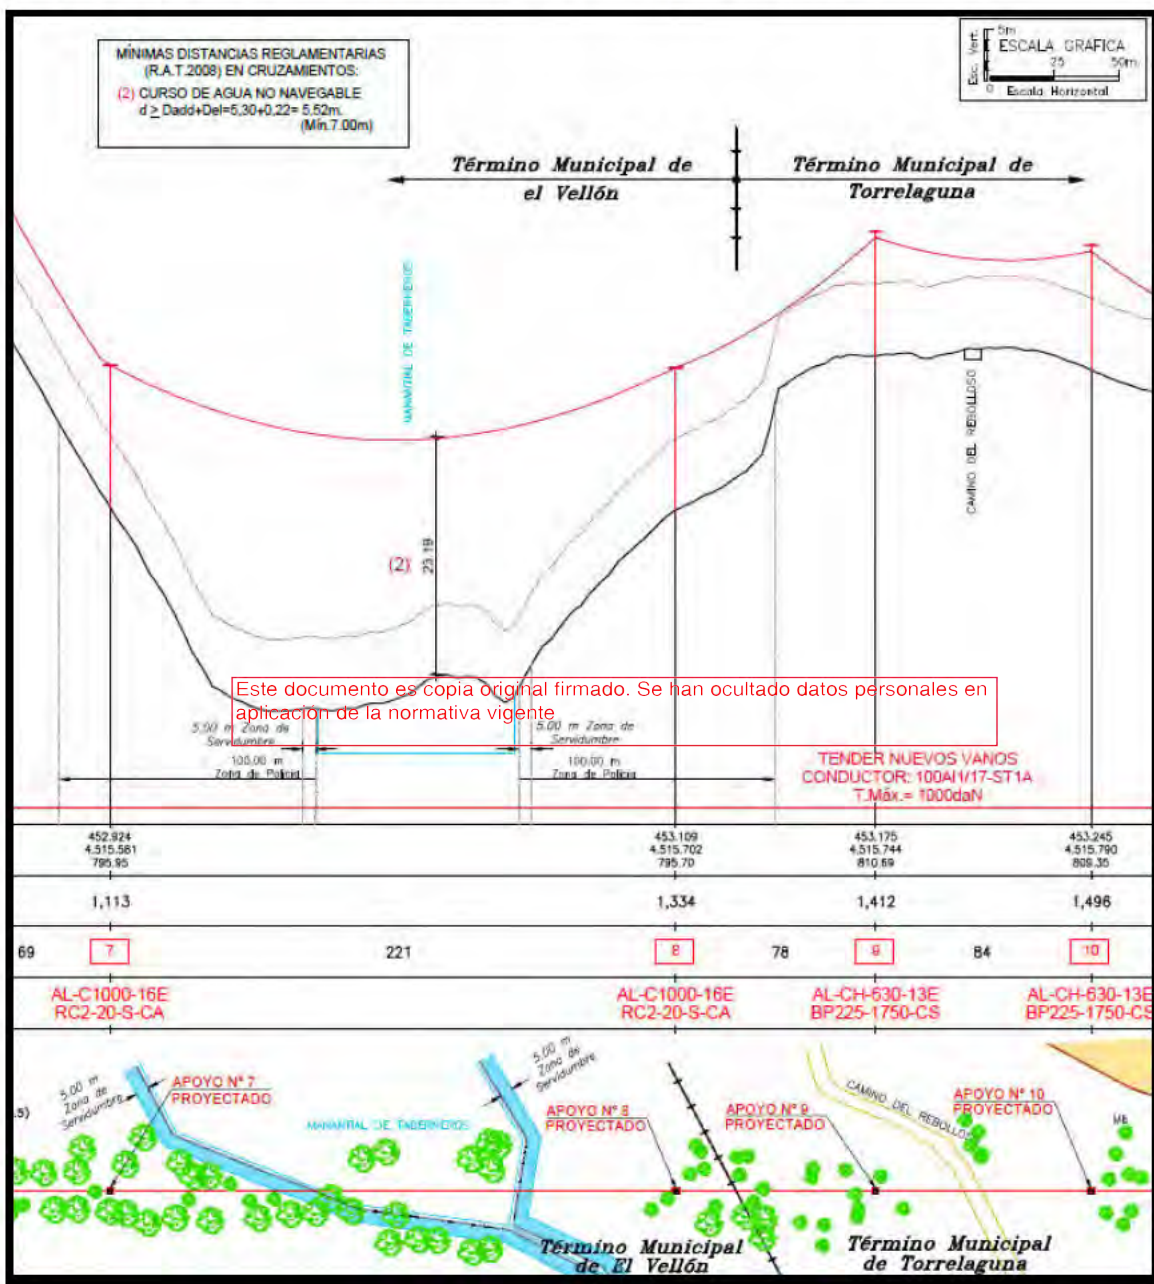 MÍNIMAS DISTANCIAS REGLAMENTARIAS
(R.A.T.2008) EN CRUZAMIENTOS:
(2) CURSO DE AGUA NO NAVEGABLE
d ≥ Dadd+Del=5,30+0,22= 5,52m.
(Mín.7.00m)
Esc. Vert.
5m
ESCALA GRAFICA
25
50m
0
Escala Horizontal
Término Municipal de
el Vellón
Término Municipal de
Torrelaguna
MANANTIAL DE TABERNEROS
CAMINO DEL REBOLLOSO
(2)
23.19
Este documento es copia original firmado. Se han ocultado datos personales en
aplicación de la normativa vigente
5.00 m Zona de
Servidumbre
5.00 m Zona de
Servidumbre
100.00 m
Zona de Policía
100.00 m
Zona de Policía
TENDER NUEVOS VANOS
CONDUCTOR: 100Al1/17-ST1A
T.Máx.= 1000daN
452.924
4.515.581
795.95
453.109
4.515.702
795.70
453.175
4.515.744
810.69
453.245
4.515.790
809.35
1,113
1,334
1,412
1,496
69
7
221
8
78
9
84
10
AL-C1000-16E
RC2-20-S-CA
AL-C1000-16E
RC2-20-S-CA
AL-CH-630-13E
BP225-1750-CS
AL-CH-630-13E
BP225-1750-CS
5.00 m
Zona de
Servidumbre
APOYO Nº 7
PROYECTADO
MANANTIAL DE TABERNEROS
5.00 m
Zona de
Servidumbre
APOYO Nº 8
PROYECTADO
APOYO Nº 9
PROYECTADO
CAMINO DEL REBOLLOSO
APOYO Nº 10
PROYECTADO
Término Municipal
de El Vellón
Término Municipal
de Torrelaguna